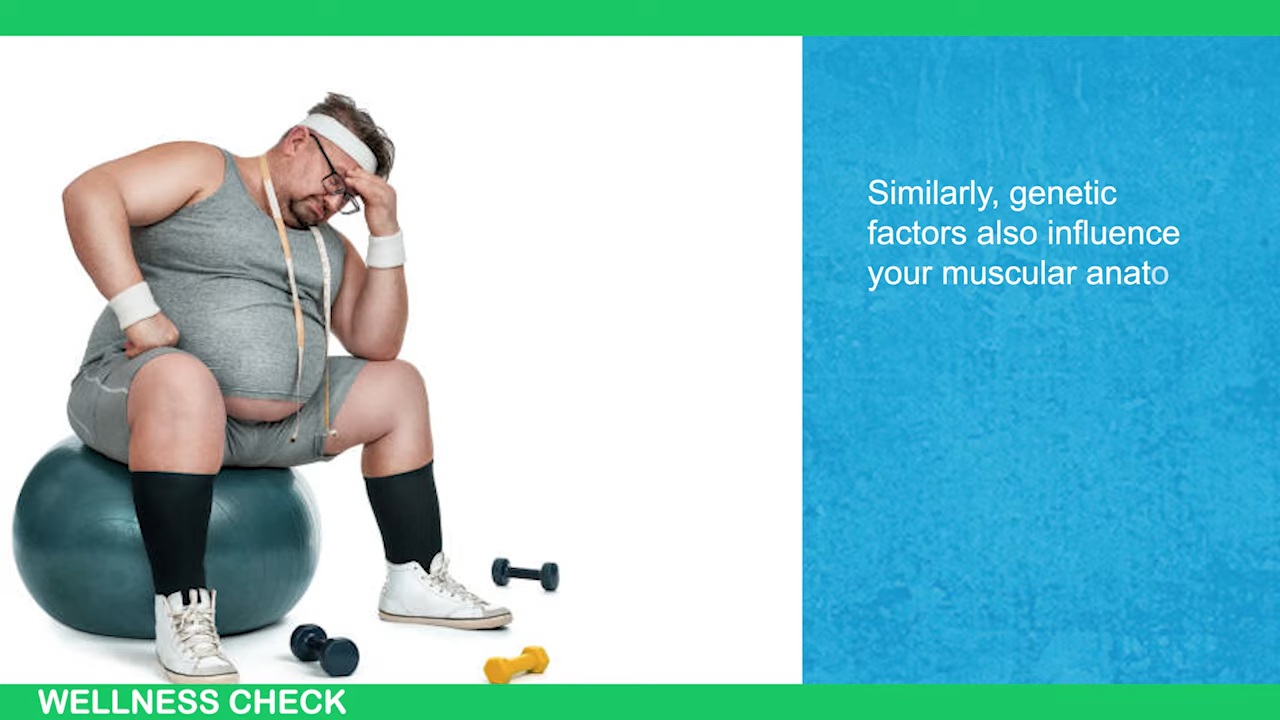 Similarly, genetic
factors also influence
your muscular anato
WELLNESS CHECK